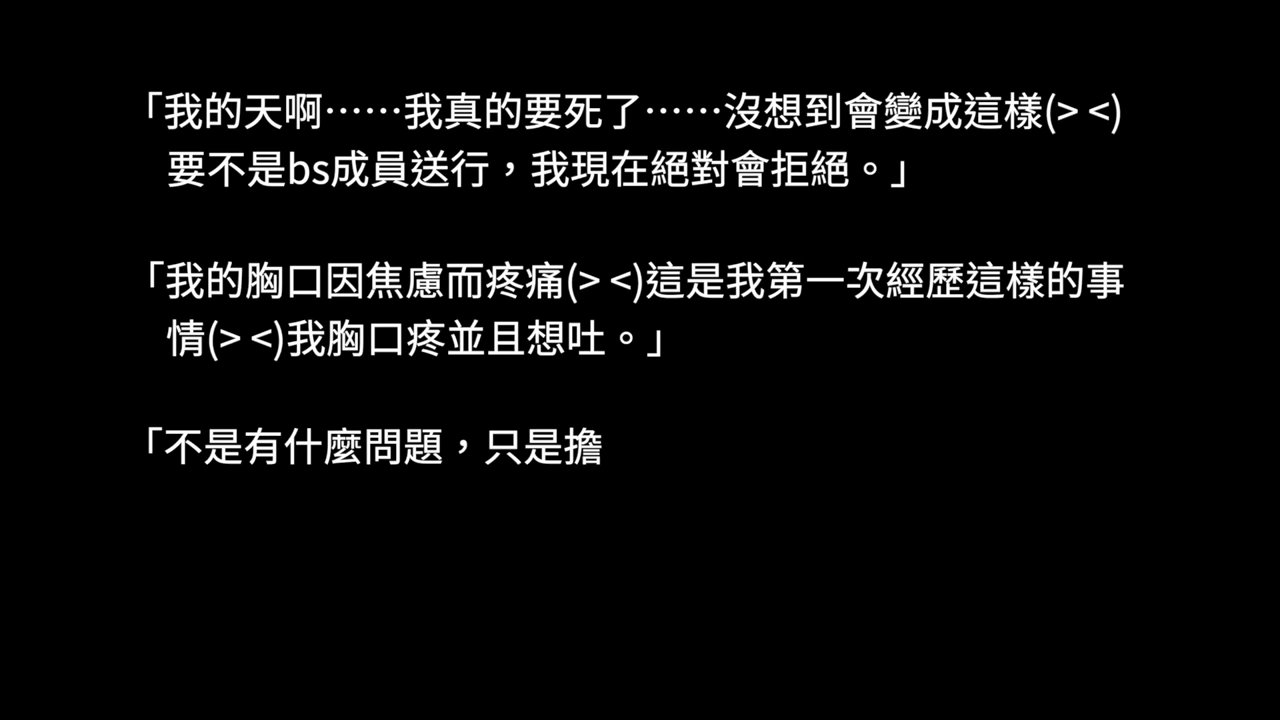 「我的天啊⋯⋯我真的要死了⋯⋯沒想到會變成這樣(> <)
要不是bs成員送行，我現在絕對會拒絕。」
「我的胸口因焦慮而疼痛(> <)這是我第一次經歷這樣的事
情(> <)我胸口疼並且想吐。」
「不是有什麼問題，只是擔